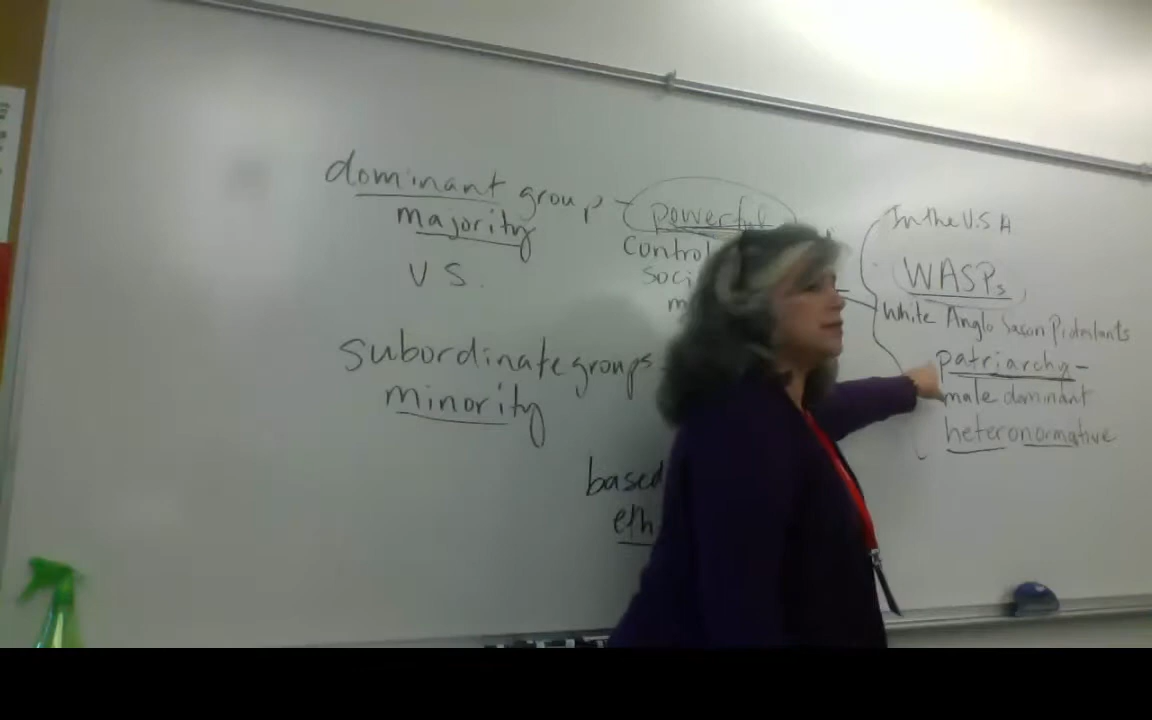 dominant group - powerful
majority
vs.
subordinate groups
minority
based
In the U.S A
WASPs
White Anglo Saxon Protestants
patriarchy -
male dominant
heteronormative